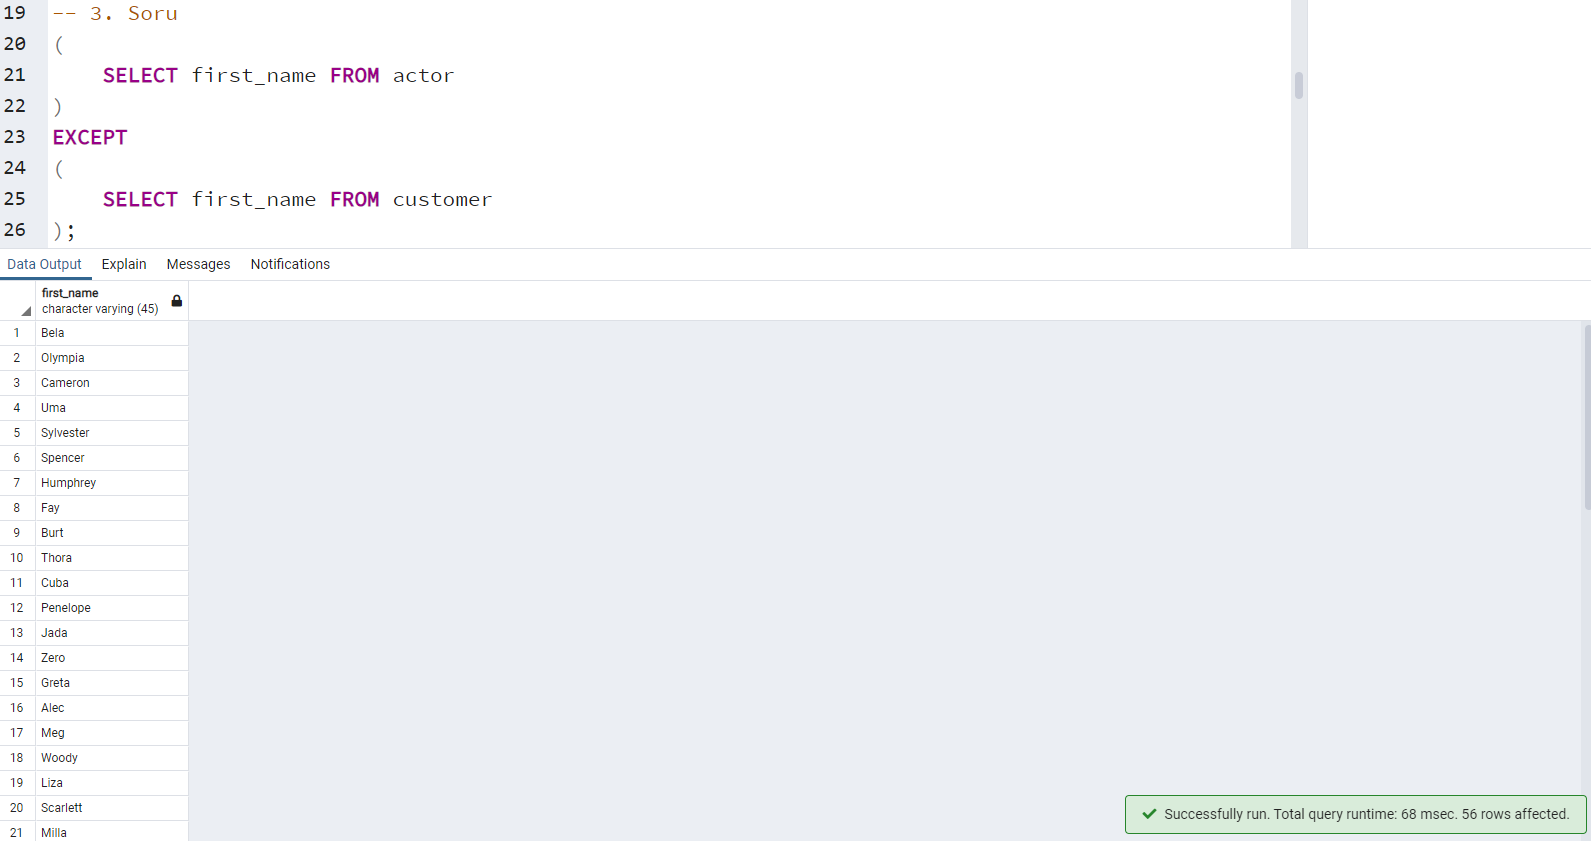 19 -- 3. Soru
20 (
21 SELECT first_name FROM actor
22 )
23 EXCEPT
24 (
25 SELECT first_name FROM customer
26 );
Data Output Explain Messages Notifications
first_name
character varying (45)
1 Bela
2 Olympia
3 Cameron
4 Uma
5 Sylvester
6 Spencer
7 Humphrey
8 Fay
9 Burt
10 Thora
11 Cuba
12 Penelope
13 Jada
14 Zero
15 Greta
16 Alec
17 Meg
18 Woody
19 Liza
20 Scarlett
21 Milla
Successfully run. Total query runtime: 68 msec. 56 rows affected.